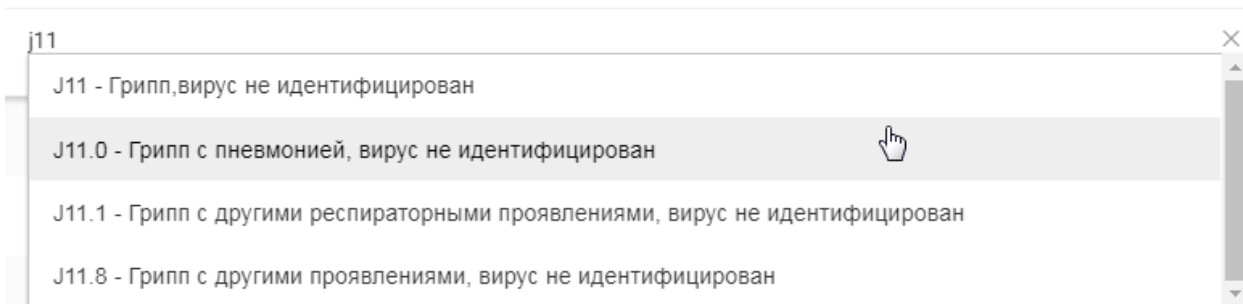 j11
J11 - Грипп,вирус не идентифицирован
J11.0 - Грипп с пневмонией, вирус не идентифицирован
J11.1 - Грипп с другими респираторными проявлениями, вирус не идентифицирован
J11.8 - Грипп с другими проявлениями, вирус не идентифицирован